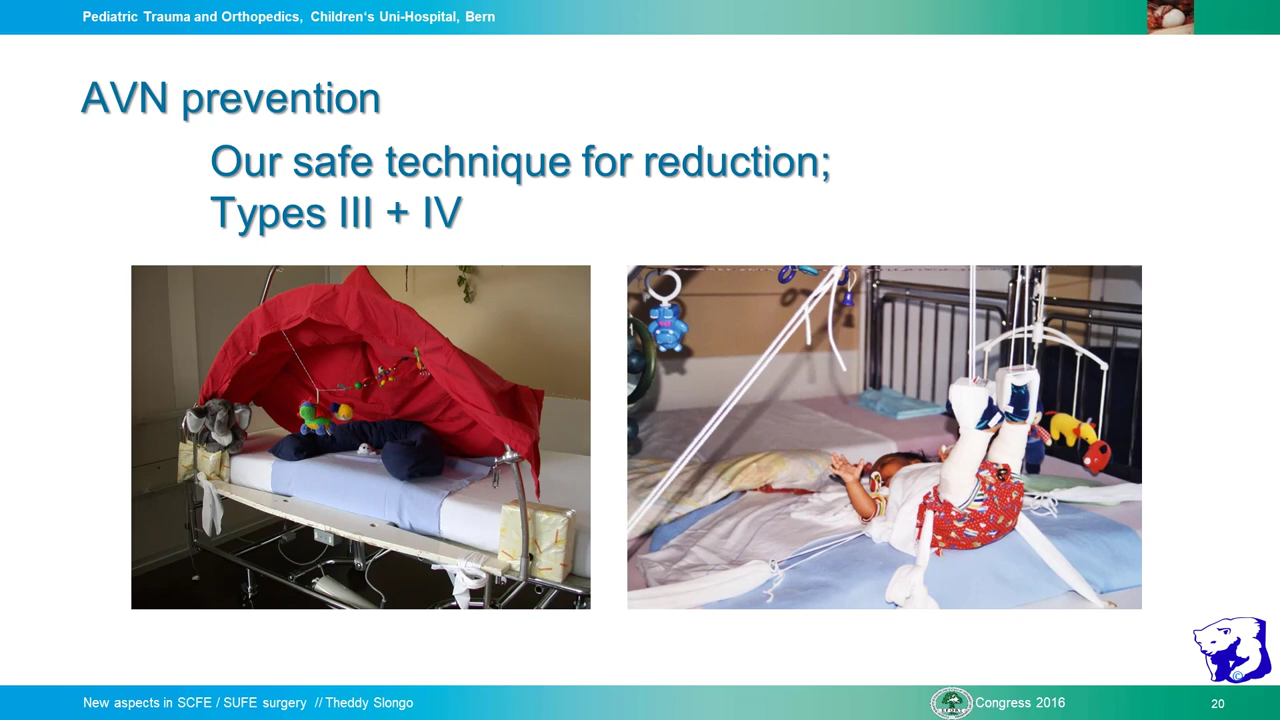 Pediatric Trauma and Orthopedics, Children‘s Uni-Hospital, Bern
AVN prevention
Our safe technique for reduction;
Types III + IV
©
New aspects in SCFE / SUFE surgery // Theddy Slongo
Congress 2016
20